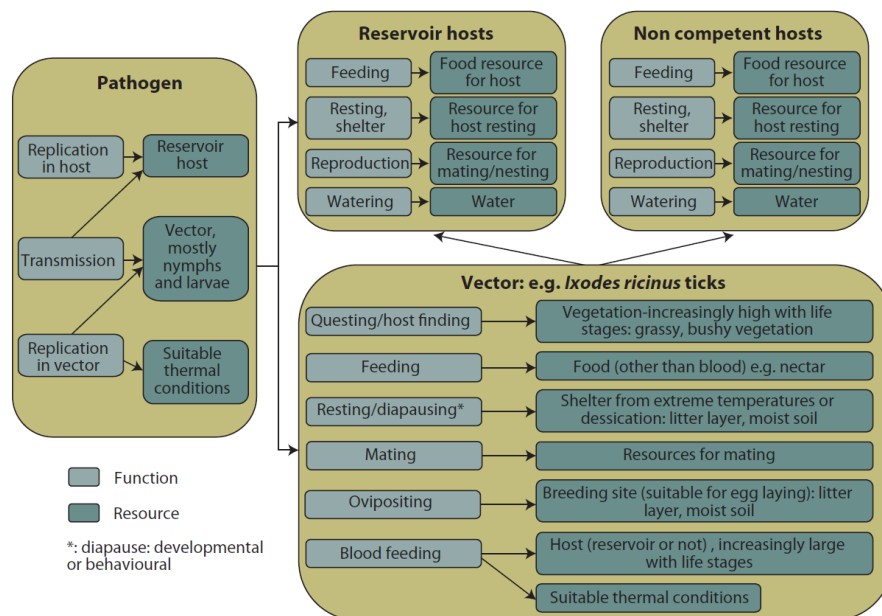 Pathogen
Replication
in host
Reservoir
host
Transmission
Vector,
mostly
nymphs
and larvae
Replication
in vector
Suitable
thermal
conditions
Reservoir hosts
Feeding
Food resource
for host
Resting,
shelter
Resource for
host resting
Reproduction
Resource for
mating/nesting
Watering
Water
Non competent hosts
Feeding
Food resource
for host
Resting,
shelter
Resource for
host resting
Reproduction
Resource for
mating/nesting
Watering
Water
Vector: e.g. Ixodes ricinus ticks
Questing/host finding
Vegetation-increasingly high with life
stages: grassy, bushy vegetation
Feeding
Food (other than blood) e.g. nectar
Resting/diapausing*
Shelter from extreme temperatures or
dessication: litter layer, moist soil
Mating
Resources for mating
Ovipositing
Breeding site (suitable for egg laying): litter
layer, moist soil
Blood feeding
Host (reservoir or not) , increasingly large
with life stages
Suitable thermal conditions
Function
Resource
*: diapause: developmental
or behavioural